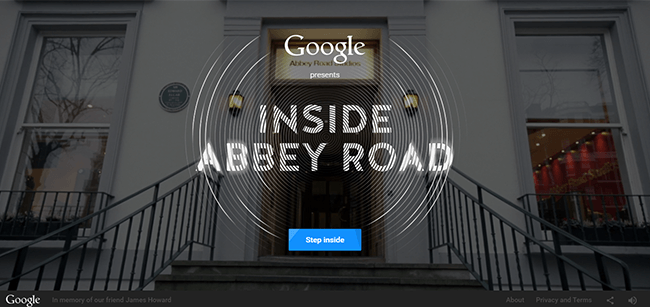 Google
Abbey Road Studios
presents
INSIDE
ABBEY ROAD
Step inside
Google
In memory of our friend James Howard
About
Privacy and Terms